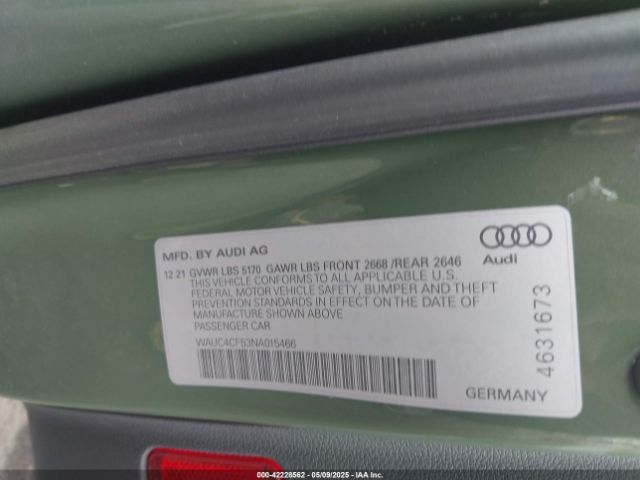 MFD. BY AUDI AG
Audi
12.21 GVWR LBS 5170 GAWR LBS FRONT 2668 /REAR 2646
THIS VEHICLE CONFORMS TO ALL APPLICABLE U.S.
FEDERAL MOTOR VEHICLE SAFETY, BUMPER AND THEFT
PREVENTION STANDARDS IN EFFECT ON THE DATE OF
MANUFACTURE SHOWN ABOVE.
PASSENGER CAR
WAUC4CF53NA015466
4631673
GERMANY
000-42228562 - 05/09/2025 - IAAI Inc. Copyright